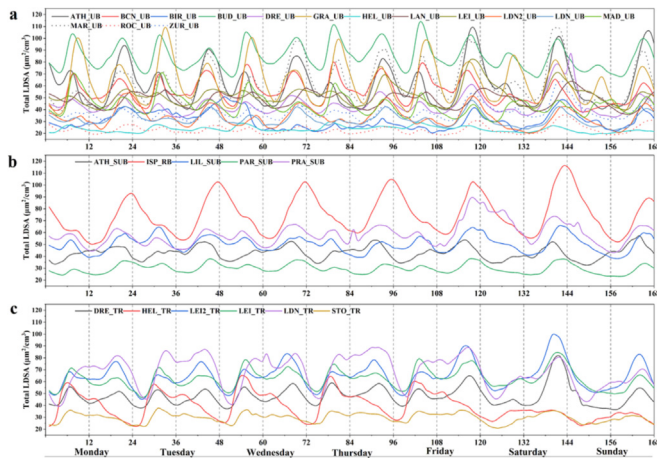 a
ATH_UB BCN_UB BIR_UB BUD_UB DRE_UB GRA_UB HEL_UB LAN_UB LEI_UB LDN2_UB LDN_UB MAD_UB
MAR_UB ROC_UB ZUR_UB
Total LDSA (μm²/cm³)
140
120
100
80
60
40
20
12 24 36 48 60 72 84 96 108 120 132 144 156 168
b
ATH_SUB ISP_RB LIL_SUB PAR_SUB PRA_SUB
Total LDSA (μm²/cm³)
120
110
100
90
80
70
60
50
40
30
20
12 24 36 48 60 72 84 96 108 120 132 144 156 168
c
DRE_TR HEL_TR LEI2_TR LEI_TR LDN_TR STO_TR
Total LDSA (μm²/cm³)
120
110
100
90
80
70
60
50
40
30
20
12 24 36 48 60 72 84 96 108 120 132 144 156 168
Monday Tuesday Wednesday Thursday Friday Saturday Sunday